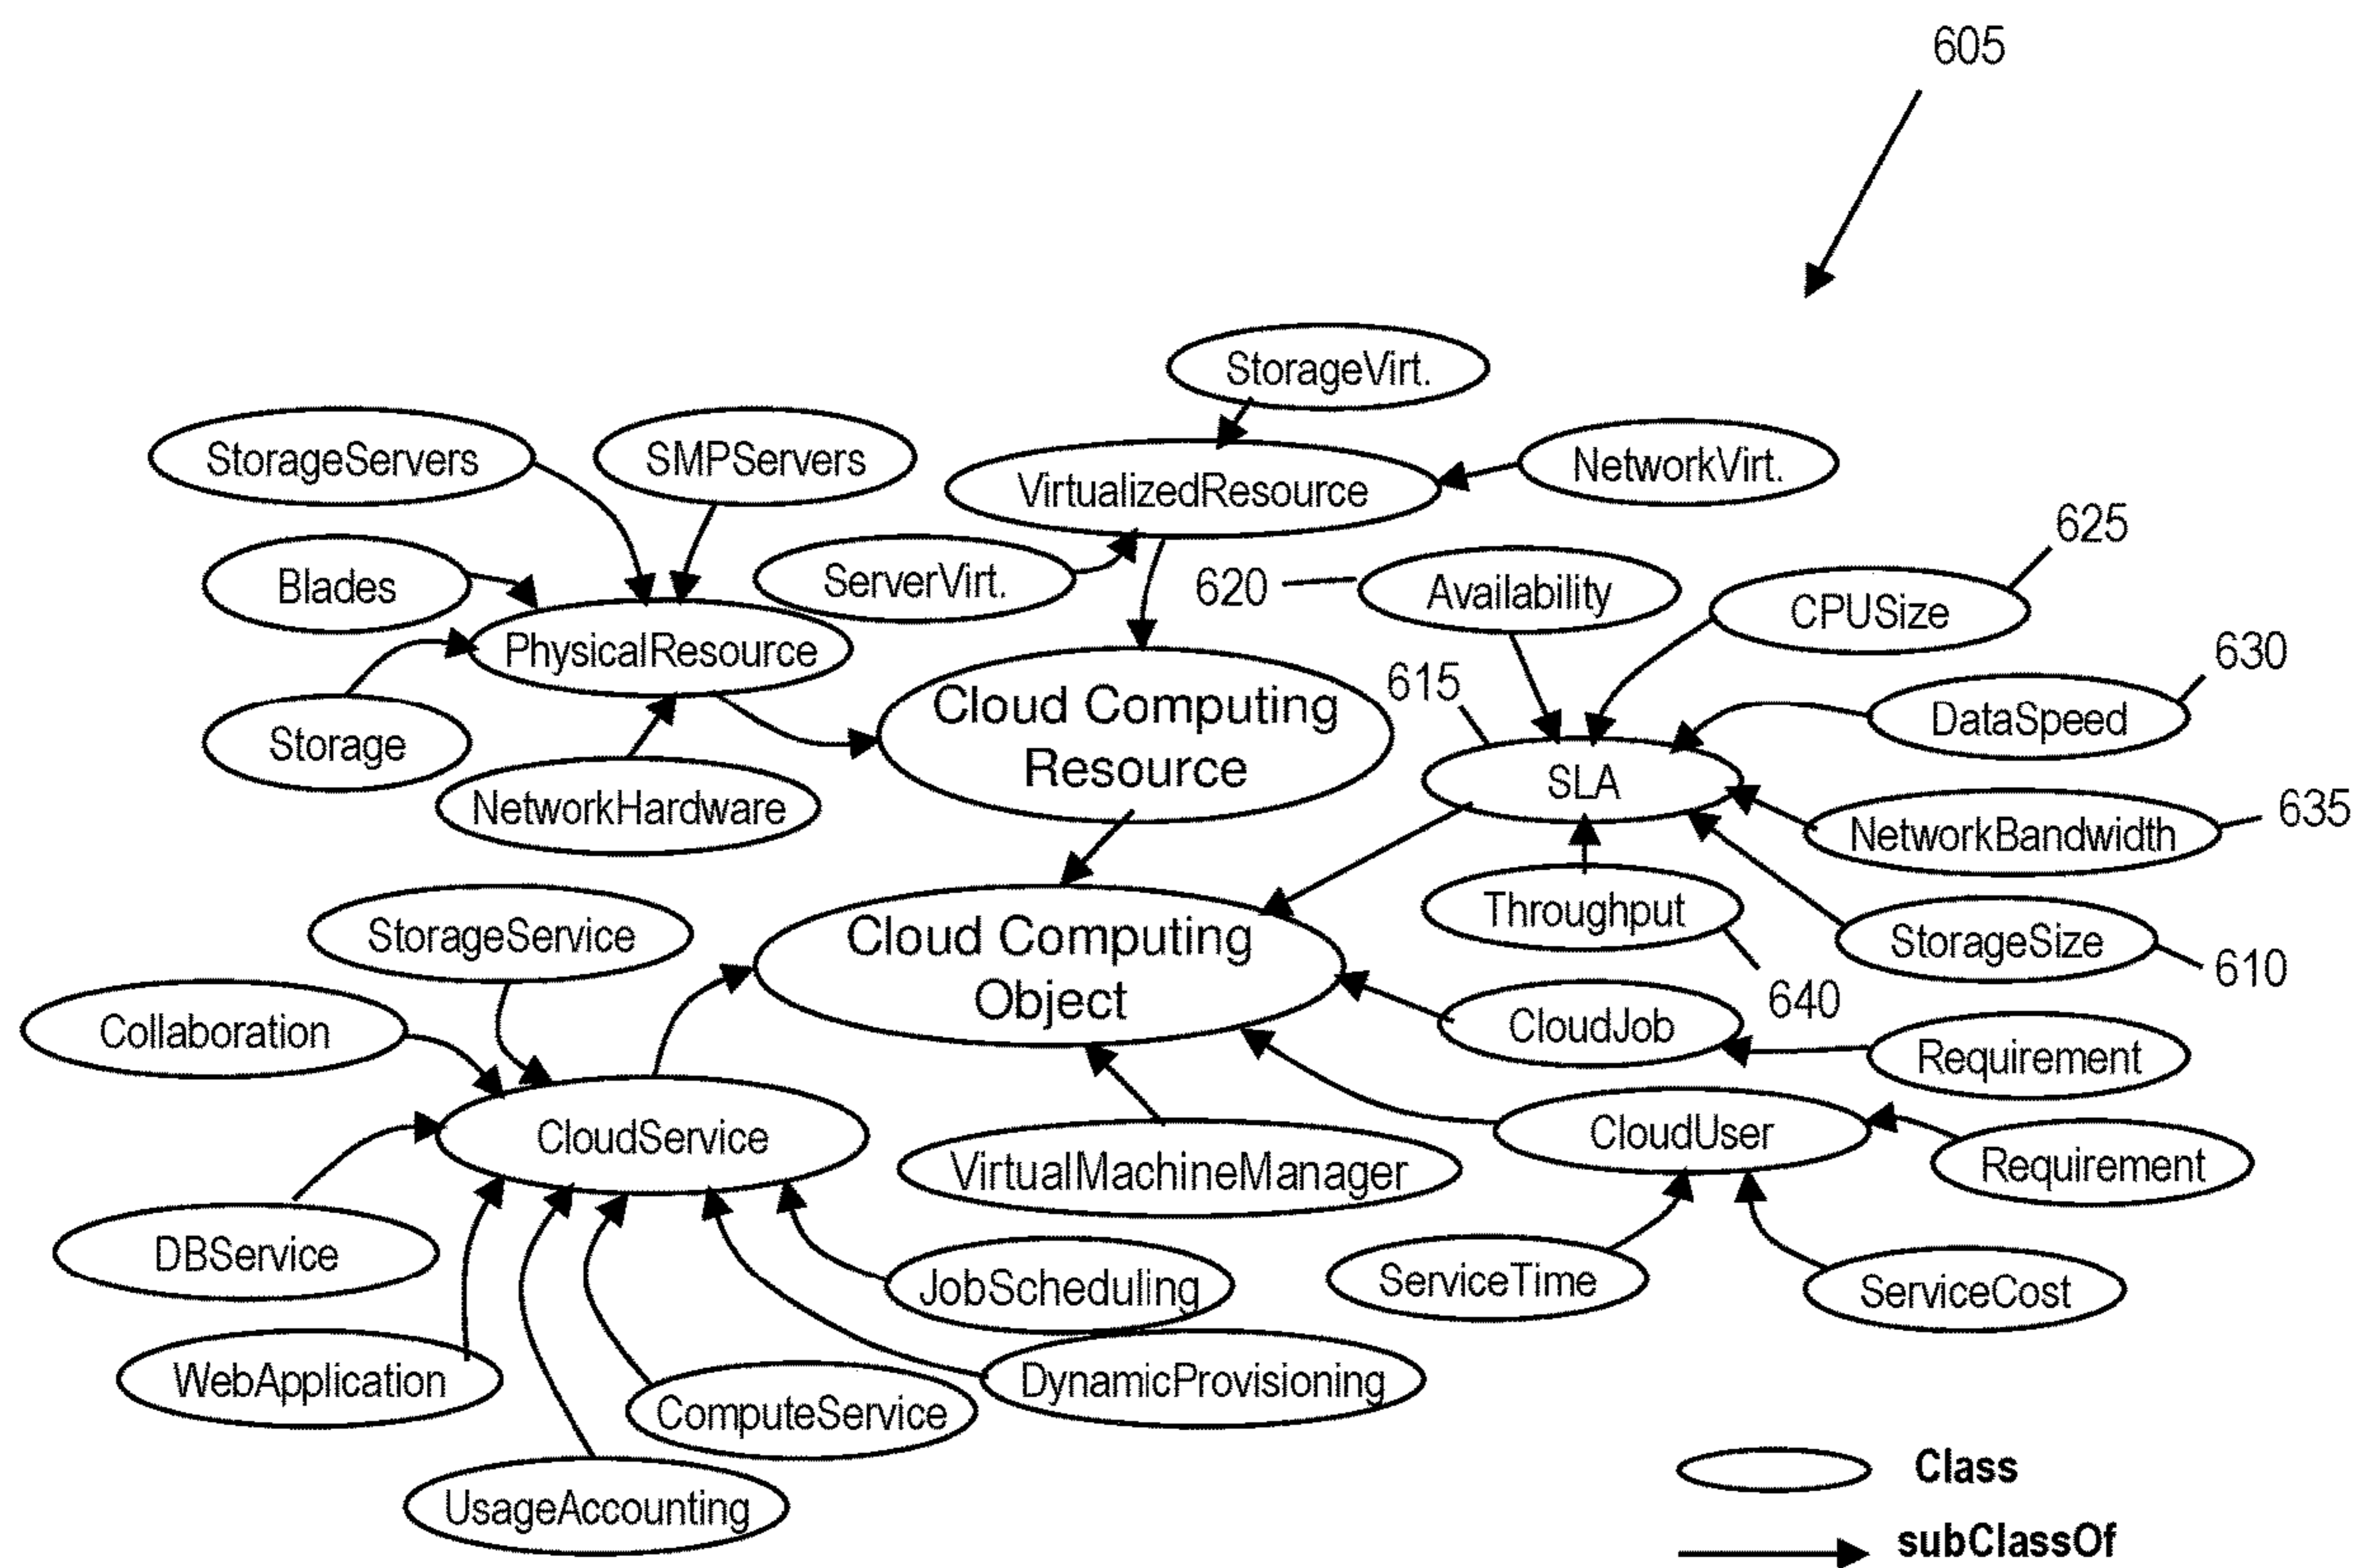 605
StorageVirt.
StorageServers
SMPServers
VirtualizedResource
NetworkVirt.
625
Blades
ServerVirt.
620
Availability
CPUSize
630
PhysicalResource
615
Cloud Computing
Resource
DataSpeed
Storage
SLA
NetworkHardware
635
NetworkBandwidth
Throughput
StorageService
Cloud Computing
Object
StorageSize
610
640
Collaboration
CloudJob
Requirement
CloudService
CloudUser
VirtualMachineManager
Requirement
DBService
JobScheduling
ServiceTime
ServiceCost
WebApplication
DynamicProvisioning
ComputeService
UsageAccounting
Class
subClassOf